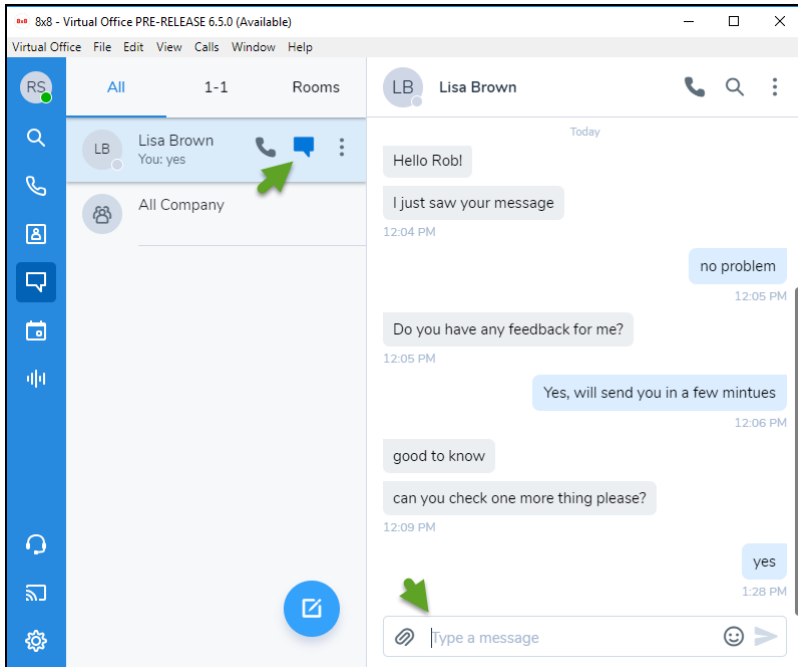 8x8 8x8 - Virtual Office PRE-RELEASE 6.5.0 (Available)
Virtual Office File Edit View Calls Window Help
RS
All 1-1 Rooms
LB Lisa Brown
You: yes
All Company
LB Lisa Brown
Today
Hello Rob!
I just saw your message
12:04 PM
no problem
12:05 PM
Do you have any feedback for me?
12:05 PM
Yes, will send you in a few mintues
12:06 PM
good to know
can you check one more thing please?
12:09 PM
yes
1:28 PM
Type a message